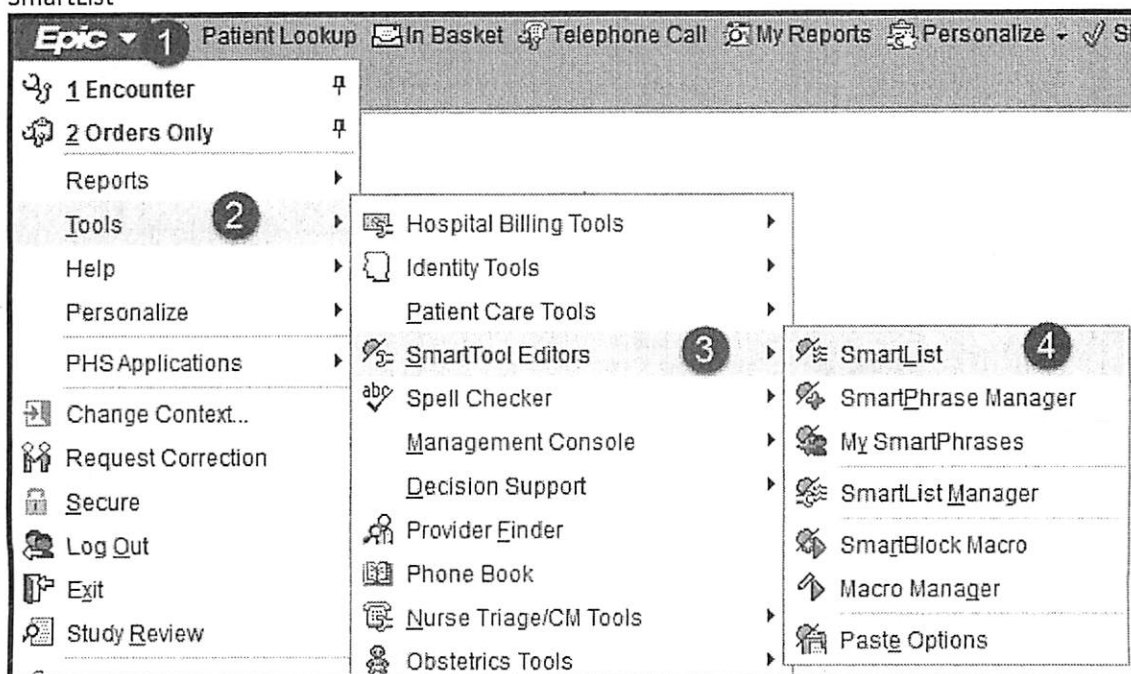 SmartList
Epic 1 Patient Lookup In Basket Telephone Call My Reports Personalize
1 Encounter
2 Orders Only
Reports
Tools 2
Help
Personalize
PHS Applications
Change Context...
Request Correction
Secure
Log Out
Exit
Study Review
Hospital Billing Tools
Identity Tools
Patient Care Tools
SmartTool Editors 3
abc Spell Checker
Management Console
Decision Support
Provider Finder
Phone Book
Nurse Triage/CM Tools
Obstetrics Tools
SmartList 4
SmartPhrase Manager
My SmartPhrases
SmartList Manager
SmartBlock Macro
Macro Manager
Paste Options